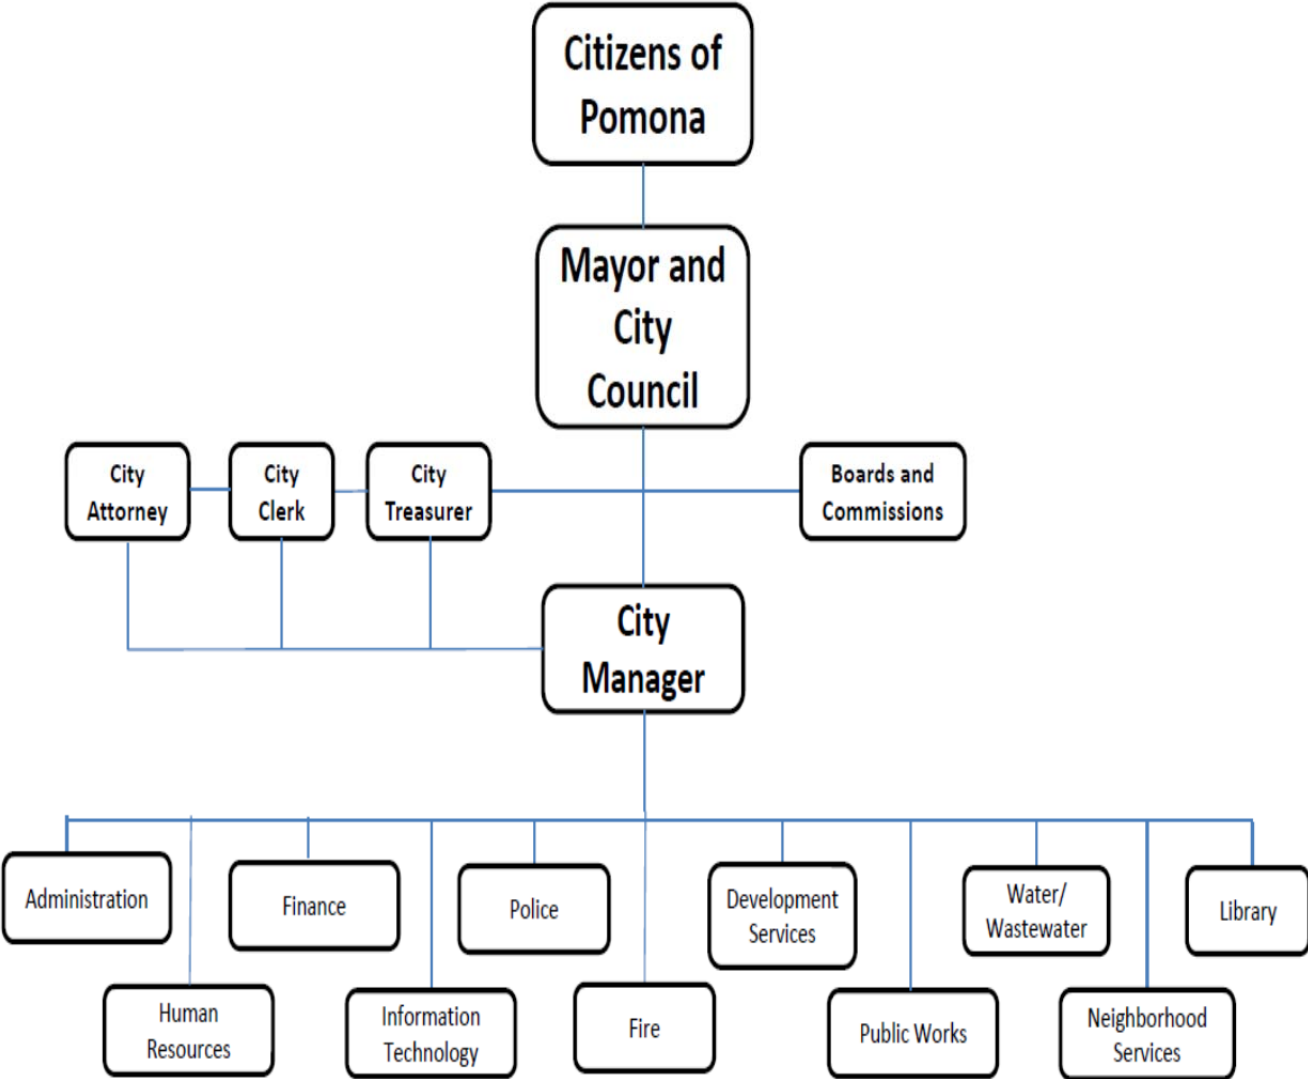 Citizens of
Pomona
Mayor and
City
Council
City
Attorney
City
Clerk
City
Treasurer
Boards and
Commissions
City
Manager
Administration
Finance
Police
Development
Services
Water/
Wastewater
Library
Human
Resources
Information
Technology
Fire
Public Works
Neighborhood
Services